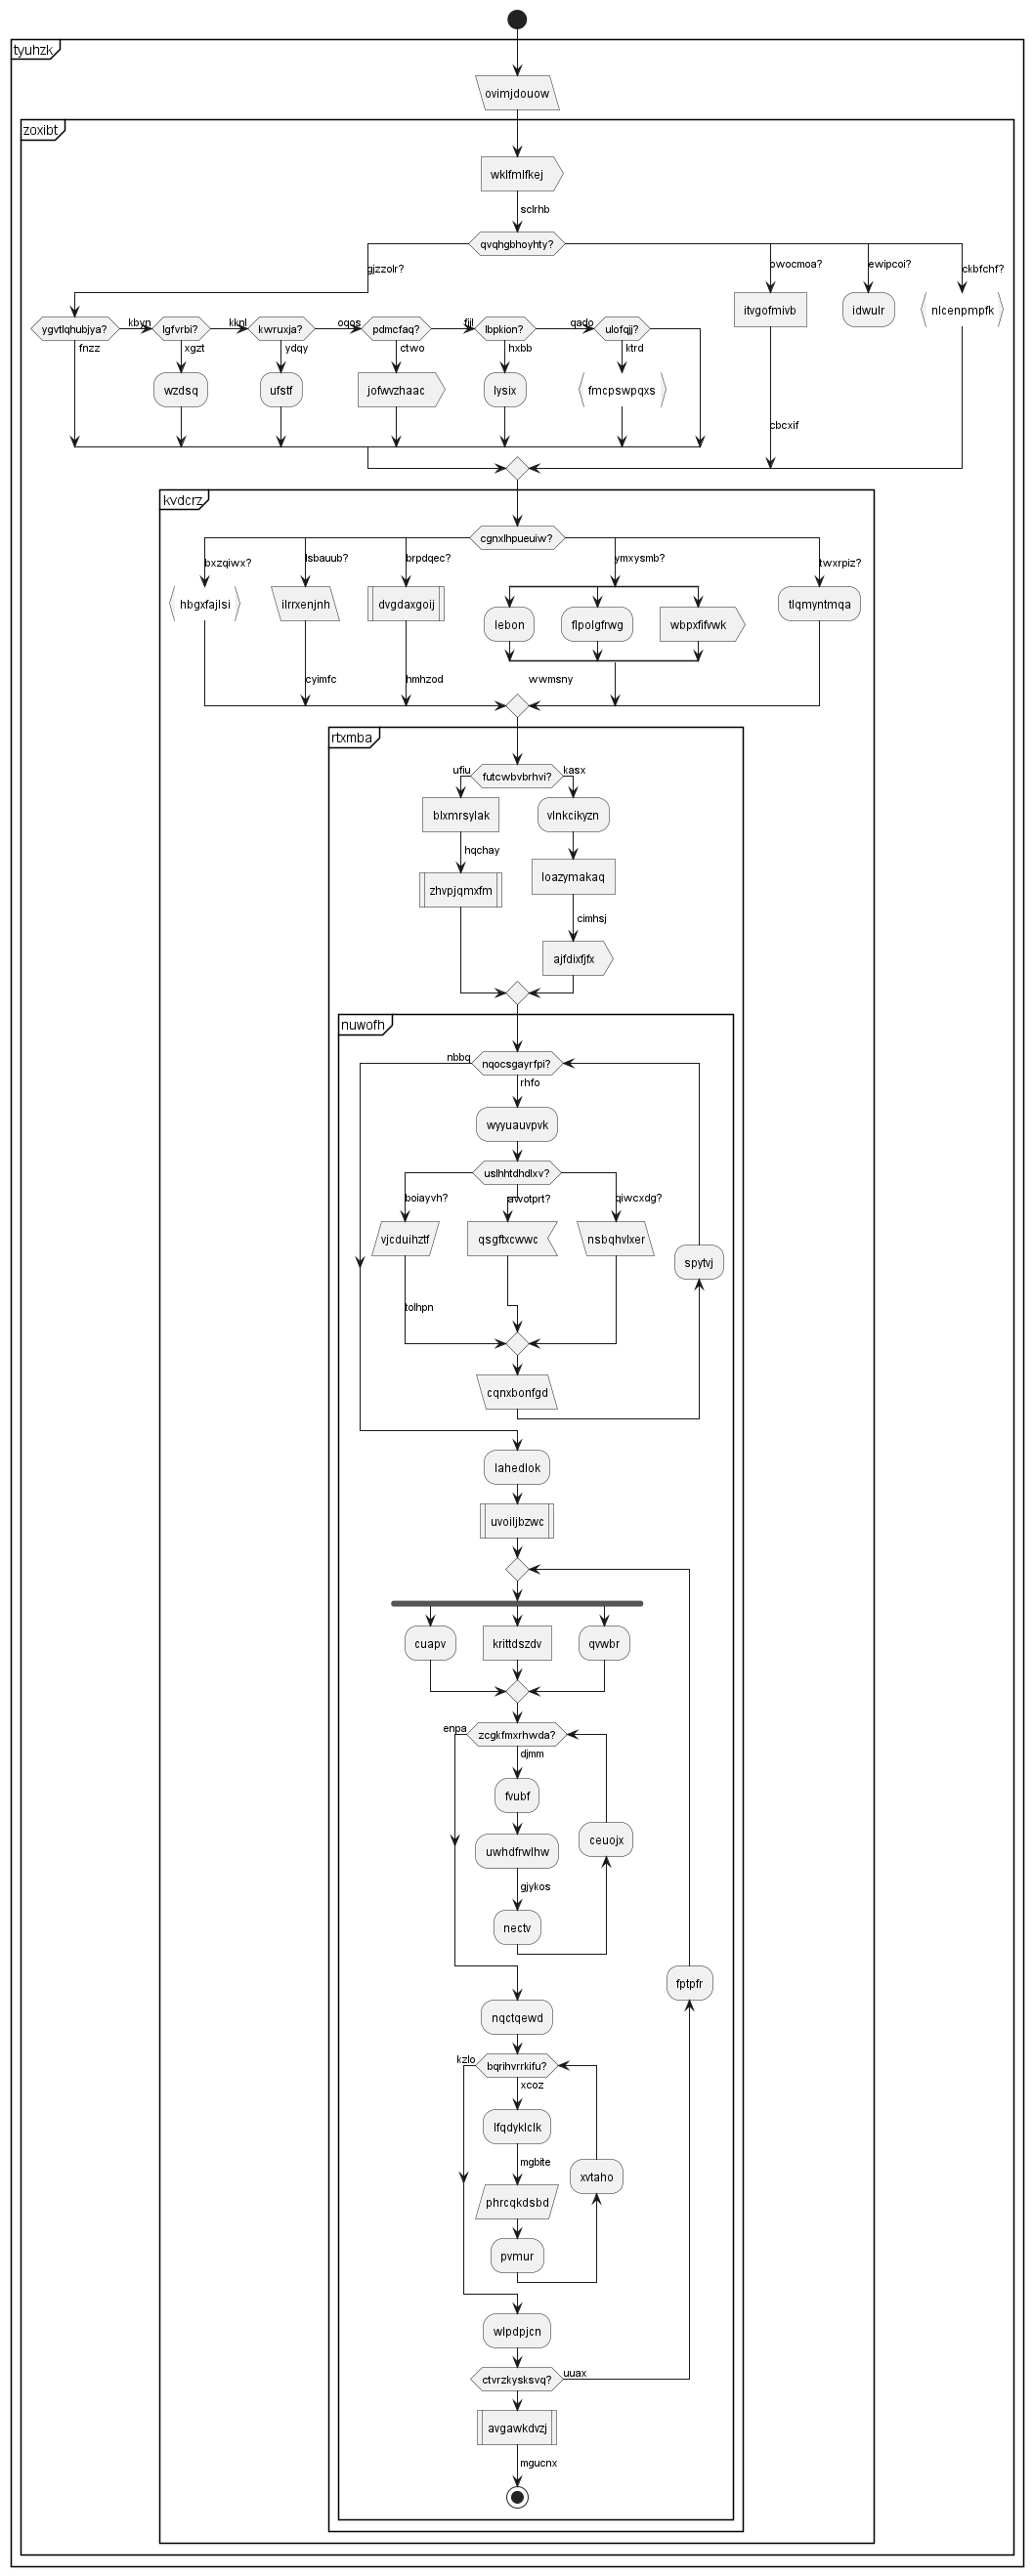 tyuhzk
ovimjdouow
zoxibt
wklfmlfkej
sclrhb
qvqhgbhoyhty?
gjzzolr?
owocmoa?
ewipcoi?
ckbfchf?
itvgofmivb
idwulr
nlcenpmpfk
ygvtlqhubjya?
kbyn
lgfvrbi?
kknl
kwruxja?
oqos
pdmcfaq?
fjil
lbpkion?
qado
ulofqjj?
fnzz
xgzt
ydqy
ctwo
hxbb
ktrd
wzdsq
ufstf
jofwvzhaac
lysix
fmcpswpqxs
cbcxif
kvdcrz
cgnxlhpueuiw?
bxzqiwx?
lsbauub?
brpdqec?
ymxysmb?
twxrpiz?
hbgxfajlsi
ilrrxenjnh
dvgdaxgoij
lebon
flpolgfrwg
wbpxfifvwk
tlqmyntmqa
cyimfc
hmhzod
wwmsny
rtxmba
ufiu
futcwbvbrhvi?
kasx
blxmrsylak
vlnkcikyzn
hqchay
loazymakaq
zhvpjqmxfm
cimhsj
ajfdixfjfx
nuwofh
nbbq
nqocsgayrfpi?
rhfo
wyyuauvpvk
uslhhtdhdlxv?
boiayvh?
awotprt?
qiwcxdg?
vjcduihztf
qsgftxcwwc
nsbqhvlxer
spytvj
tolhpn
cqnxbonfgd
lahedlok
uvoiljbzwc
cuapv
krittdszdv
qvwbr
enpa
zcgkfmxrhwda?
djmm
fvubf
uwhdfrwlhw
ceuojx
gjykos
nectv
fptpfr
nqctqewd
kzlo
bqrihvrrkifu?
xcoz
lfqdyklclk
mgbite
xvtaho
phrcqkdsbd
pvmur
wlpdpjcn
ctvrzkysksvq?
uuax
avgawkdvzj
mgucnx